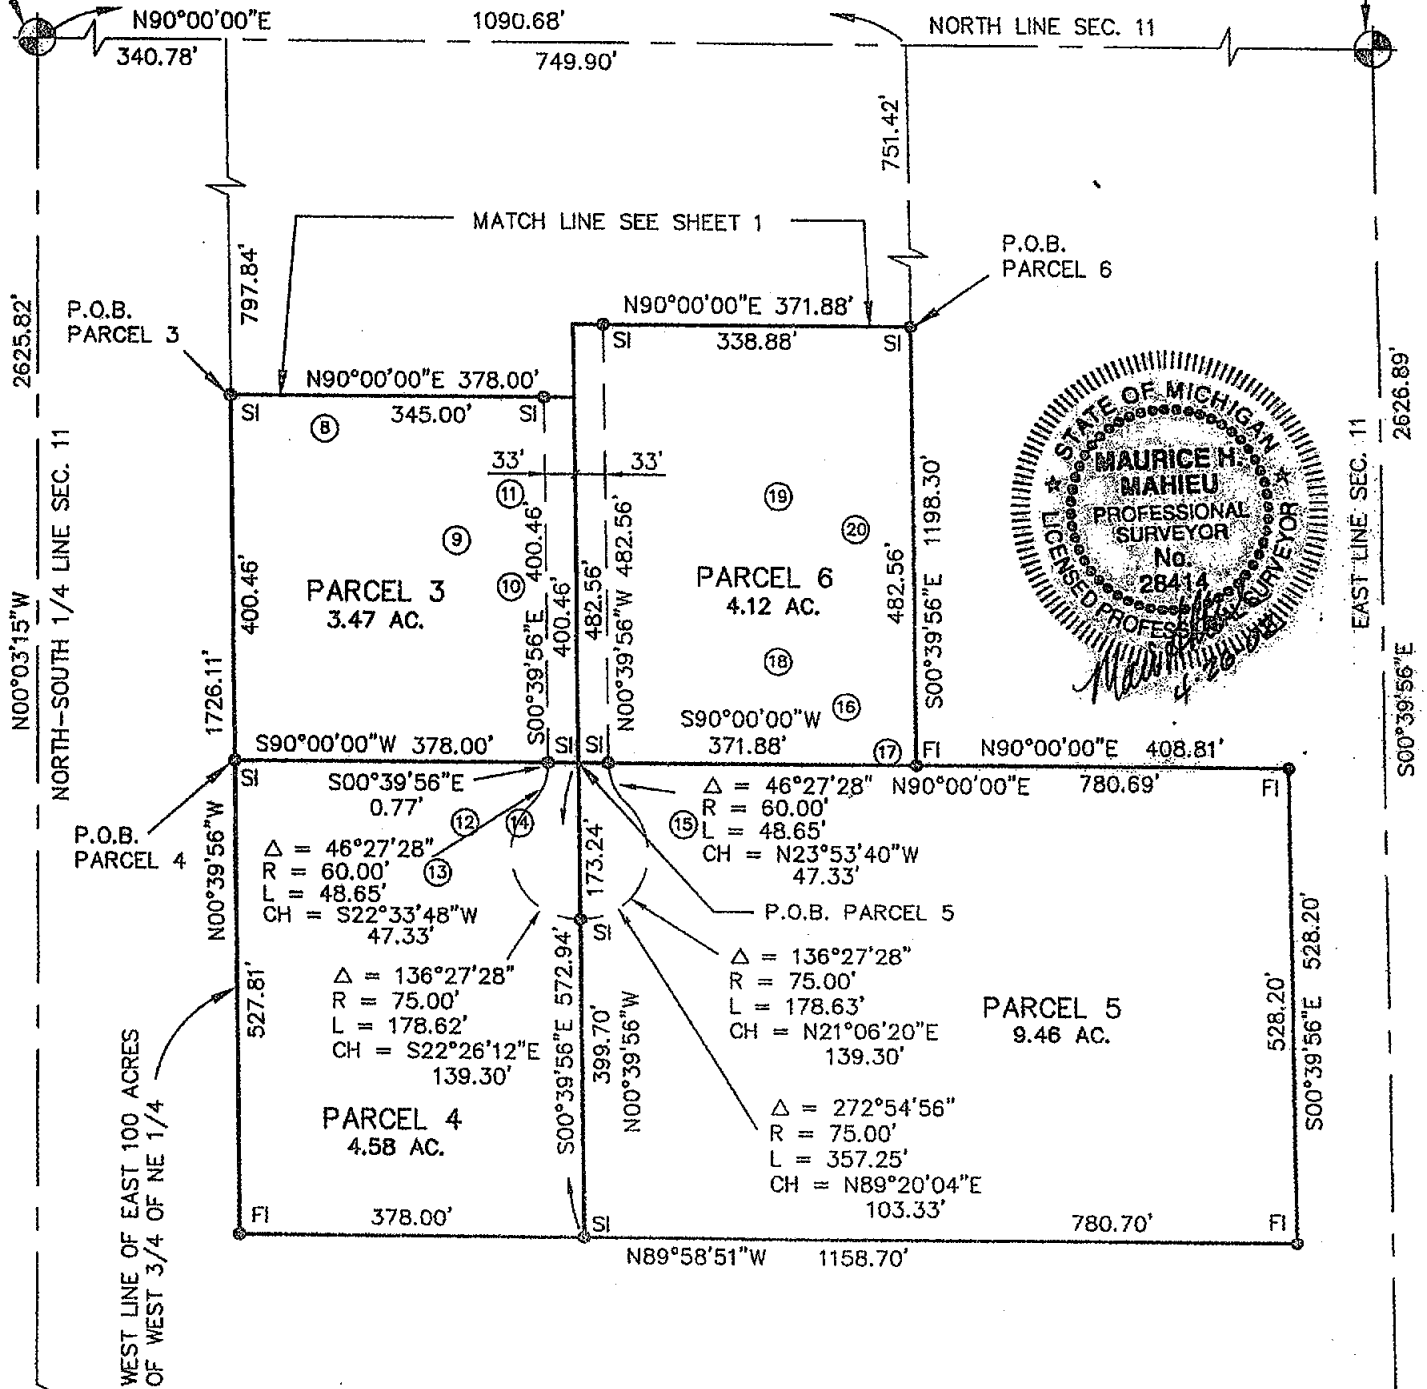 N90°00'00"E
1090.68'
340.78'
749.90'
NORTH LINE SEC. 11
751.42'
797.84'
MATCH LINE SEE SHEET 1
P.O.B.
PARCEL 6
P.O.B.
PARCEL 3
2625.82'
NORTH-SOUTH 1/4 LINE SEC. 11
N00°03'15"W
N90°00'00"E 371.88'
338.88'
SI
SI
N90°00'00"E 378.00'
345.00'
SI
SI
8
33'
33'
11
9
10
19
20
PARCEL 3
3.47 AC.
PARCEL 6
4.12 AC.
400.46'
1726.11'
S00°39'56"E 400.46'
400.46'
482.56'
N00°39'56"W 482.56'
482.56'
S00°39'56"E 1198.30'
STATE OF MICHIGAN
MAURICE H.
MAHIEU
PROFESSIONAL
SURVEYOR
No.
28414
LICENSED PROFESSIONAL SURVEYOR
2626.89'
EAST LINE SEC. 11
S00°39'56"E
18
16
17
S90°00'00"W
371.88'
S90°00'00"W 378.00'
SI
SI
SI
FI
N90°00'00"E 408.81'
N90°00'00"E
780.69'
FI
S00°39'56"E
0.77'
12
14
15
13
P.O.B.
PARCEL 4
N00°39'56"W
Δ = 46°27'28"
R = 60.00'
L = 48.65'
CH = S22°33'48"W
47.33'
Δ = 46°27'28"
R = 60.00'
L = 48.65'
CH = N23°53'40"W
47.33'
173.24'
P.O.B. PARCEL 5
SI
Δ = 136°27'28"
R = 75.00'
L = 178.62'
CH = S22°26'12"E
139.30'
Δ = 136°27'28"
R = 75.00'
L = 178.63'
CH = N21°06'20"E
139.30'
S00°39'56"E 572.94'
399.70'
N00°39'56"W
PARCEL 5
9.46 AC.
528.20'
S00°39'56"E 528.20'
527.81'
Δ = 272°54'56"
R = 75.00'
L = 357.25'
CH = N89°20'04"E
103.33'
PARCEL 4
4.58 AC.
WEST LINE OF EAST 100 ACRES
OF WEST 3/4 OF NE 1/4
FI
378.00'
SI
780.70'
FI
N89°58'51"W 1158.70'